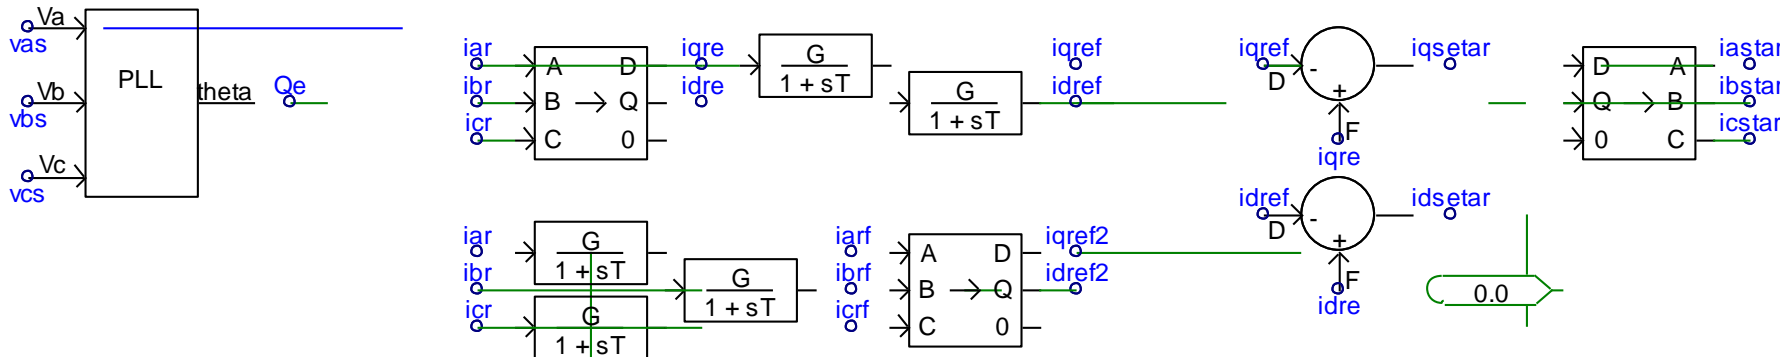 Va
vas
PLL
Vb
vbs
theta
Qe
Vc
vcs
iar
ibr
icr
A
B
C
D
Q
0
iqre
idre
G
1 + sT
G
1 + sT
iqref
idref
iqref
D
-
+
F
iqre
iqsetar
D
Q
0
A
B
C
iastar
ibstar
icstar
iar
ibr
icr
G
1 + sT
G
1 + sT
G
1 + sT
iarf
ibrf
icrf
A
B
C
D
Q
0
iqref2
idref2
idref
D
-
+
F
idre
idsetar
0.0